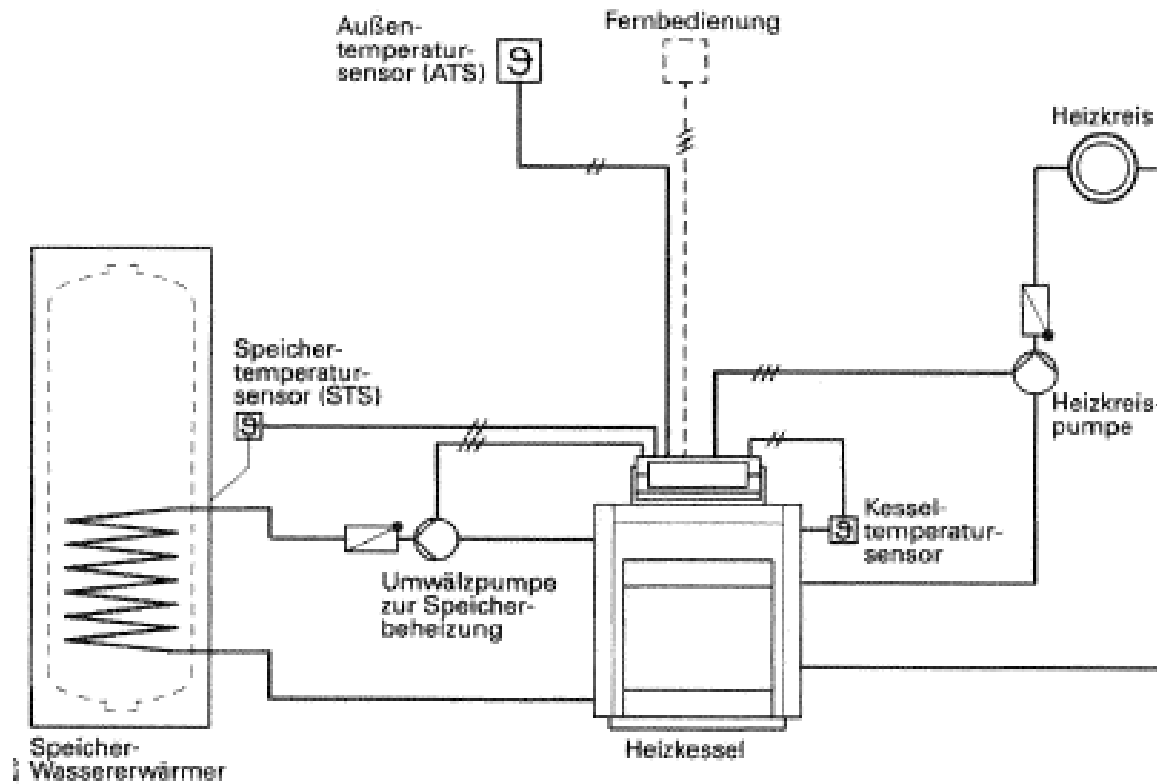 Außen-
temperatur-
sensor (ATS)
Fernbedienung
Heizkreis
Speicher-
temperatur-
sensor (STS)
Heizkreis-
pumpe
Kessel-
temperatur-
sensor
Umwälzpumpe
zur Speicher-
beheizung
Heizkessel
Speicher-
Wassererwärmer